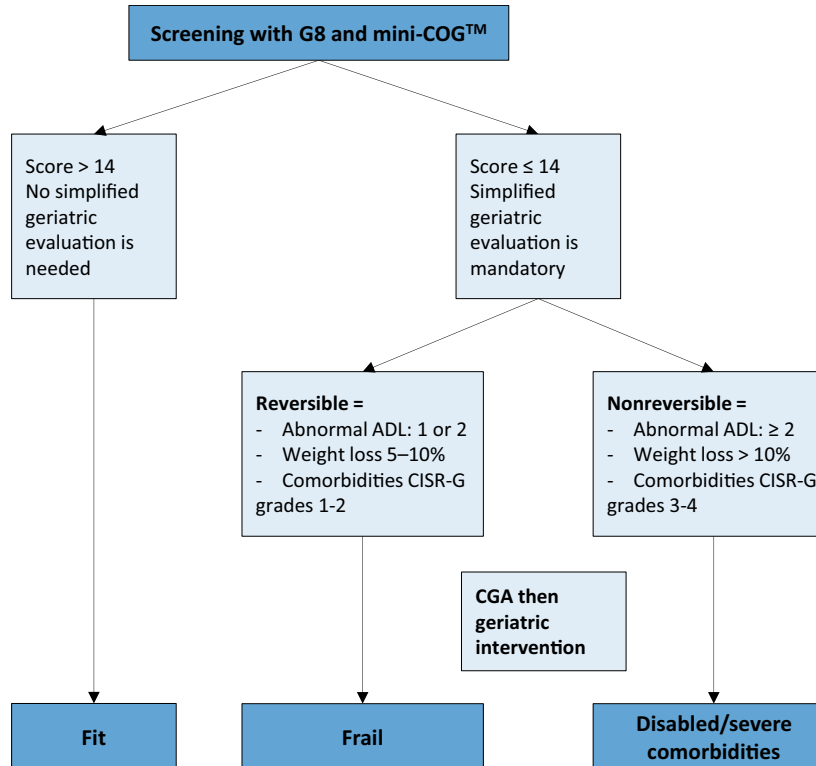 Screening with G8 and mini-COG™
Score > 14
No simplified
geriatric
evaluation is
needed
Score ≤ 14
Simplified
geriatric
evaluation is
mandatory
Reversible =
- Abnormal ADL: 1 or 2
- Weight loss 5–10%
- Comorbidities CISR-G
grades 1-2
Nonreversible =
- Abnormal ADL: ≥ 2
- Weight loss > 10%
- Comorbidities CISR-G
grades 3-4
CGA then
geriatric
intervention
Fit
Frail
Disabled/severe
comorbidities